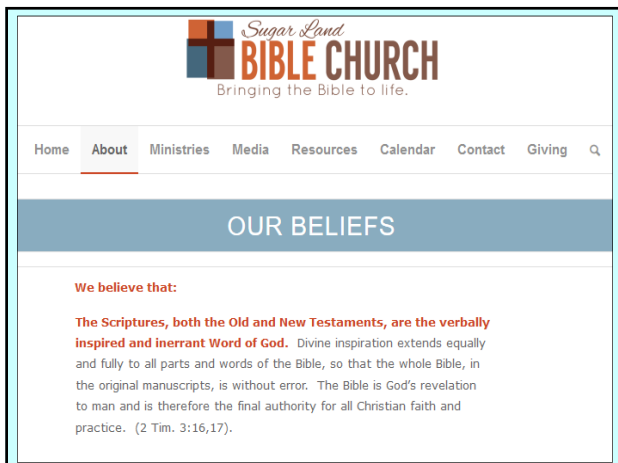 Sugar Land
BIBLE CHURCH
Bringing the Bible to life.
Home About Ministries Media Resources Calendar Contact Giving
OUR BELIEFS
We believe that:
The Scriptures, both the Old and New Testaments, are the verbally
inspired and inerrant Word of God. Divine inspiration extends equally
and fully to all parts and words of the Bible, so that the whole Bible, in
the original manuscripts, is without error. The Bible is God’s revelation
to man and is therefore the final authority for all Christian faith and
practice. (2 Tim. 3:16,17).